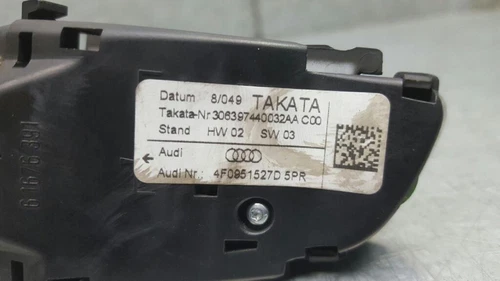 Datum 8/049 TAKATA
Takata-Nr 306397440032AA C00
Stand HW 02 SW 03
Audi
Audi Nr.: 4F0951527D 5PR